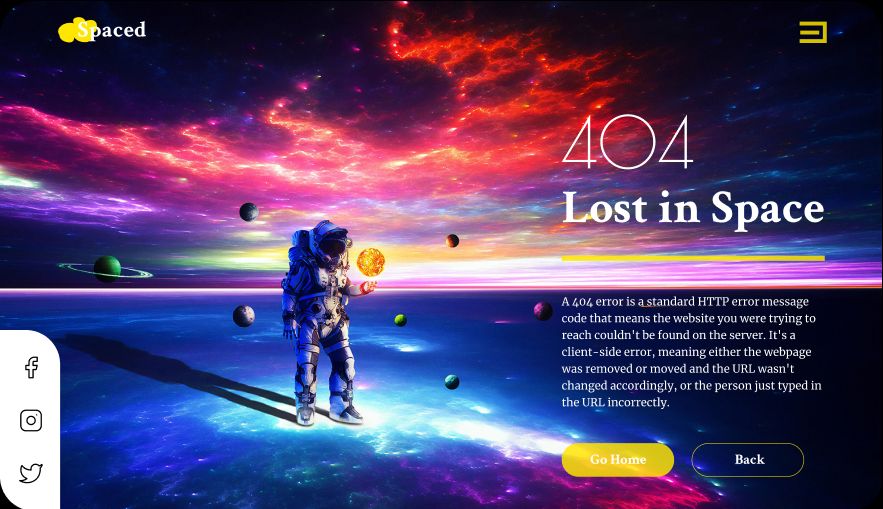 Spaced
404
Lost in Space
A 404 error is a standard HTTP error message
code that means the website you were trying to
reach couldn't be found on the server. It's a
client-side error, meaning either the webpage
was removed or moved and the URL wasn't
changed accordingly, or the person just typed in
the URL incorrectly.
Go Home
Back